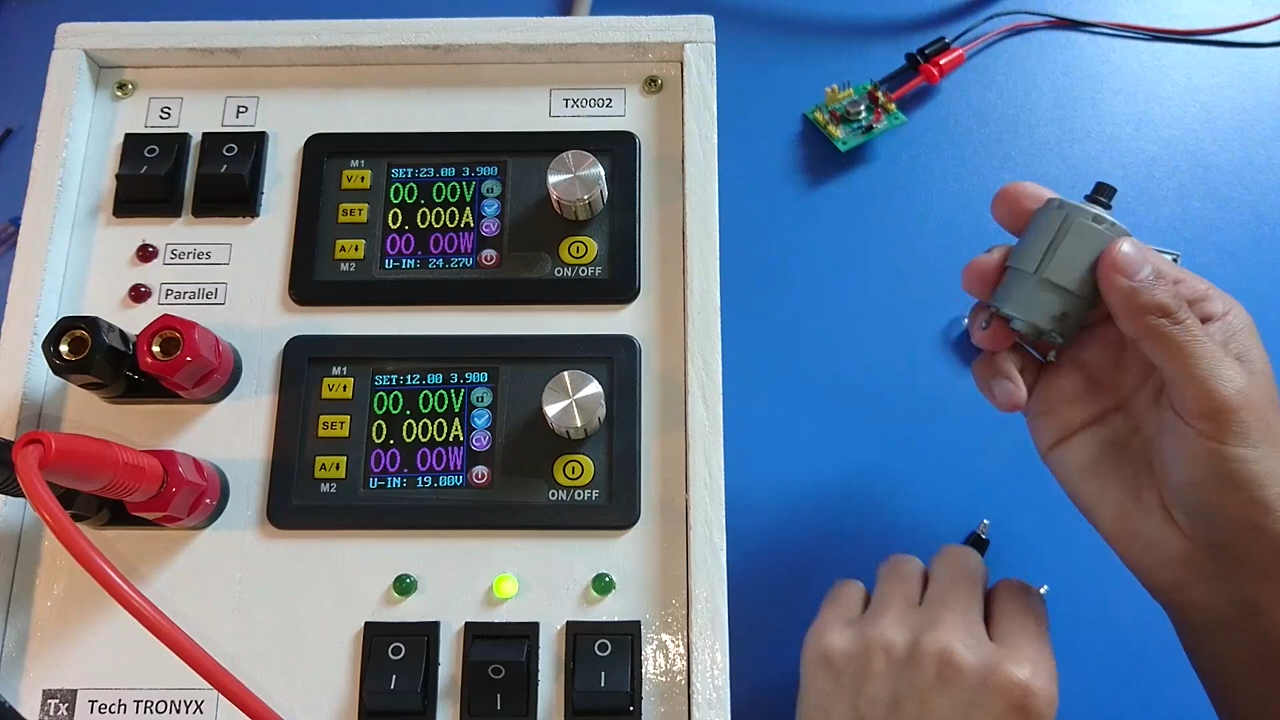 S
P
TX0002
M1
V/⬆
SET
A/⬇
M2
SET:23.00 3.900
00.00V
0.000A
CV
00.00W
U-IN: 24.27V
ON/OFF
Series
Parallel
M1
V/⬆
SET
A/⬇
M2
SET:12.00 3.900
00.00V
0.000A
CV
00.00W
U-IN: 19.00V
ON/OFF
Tx Tech TRONYX